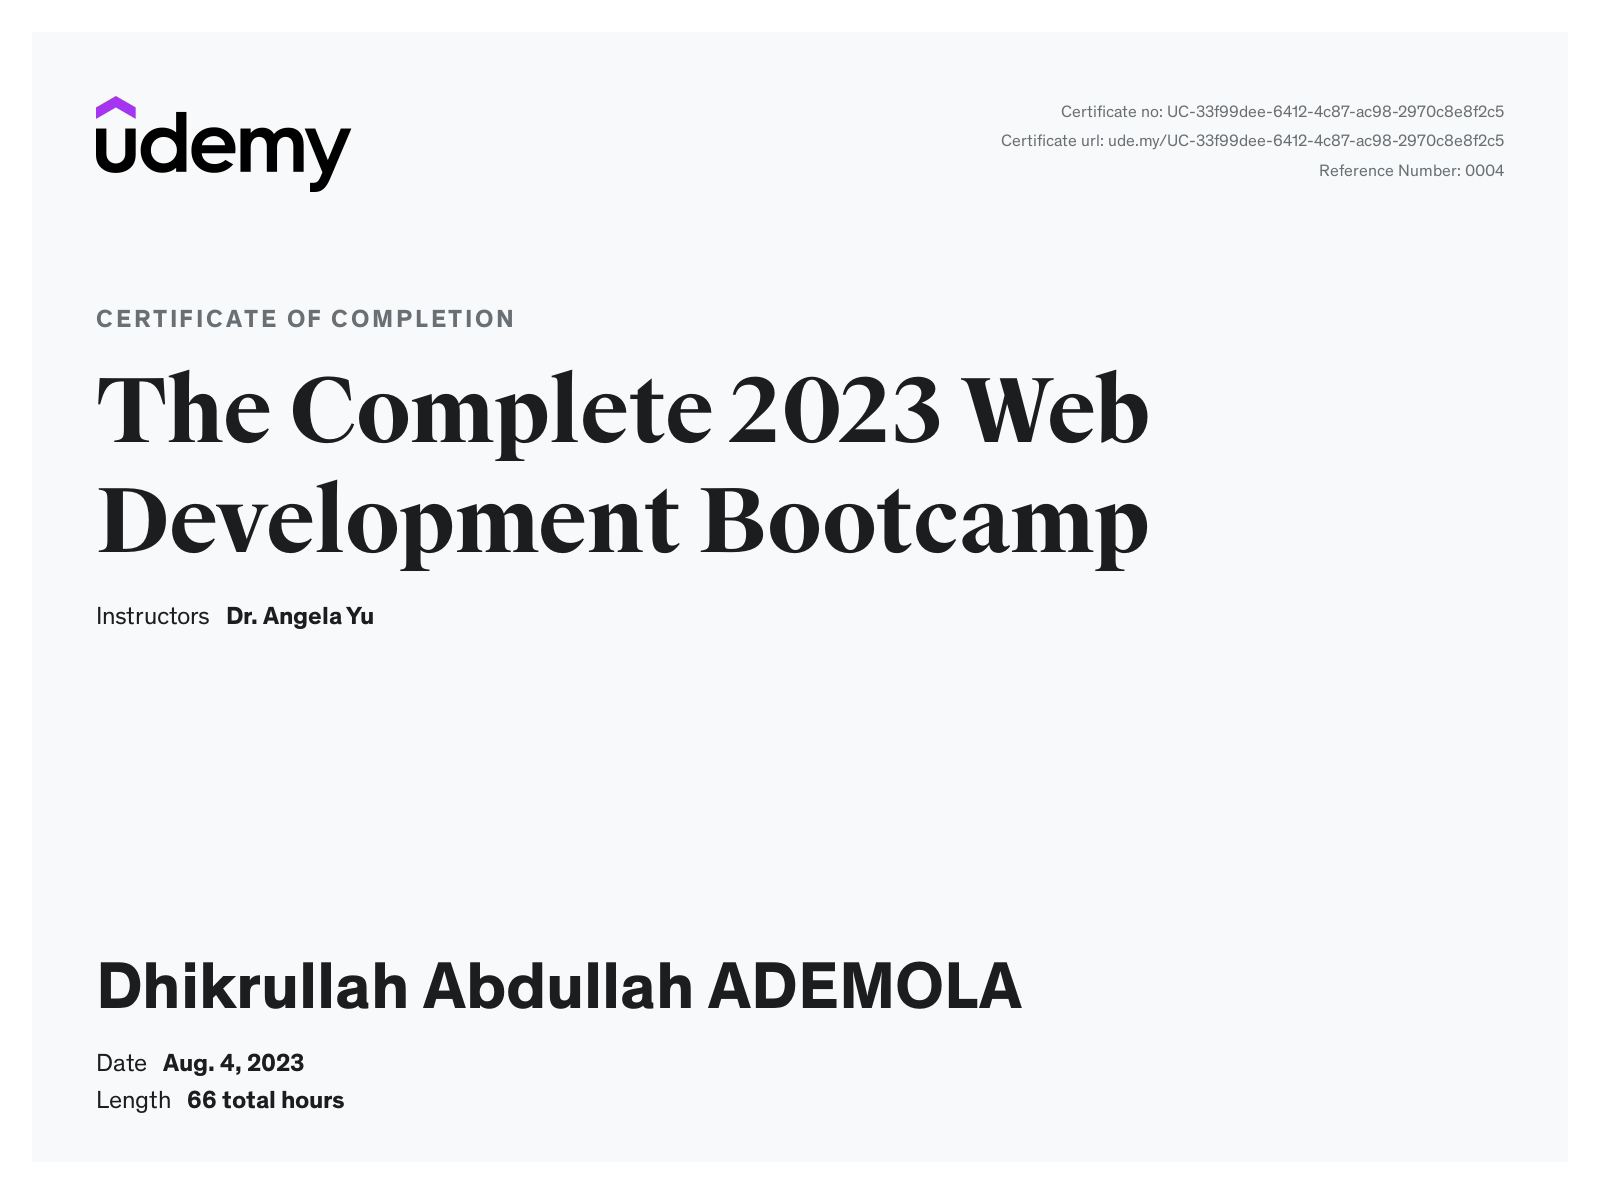 udemy
Certificate no: UC-33f99dee-6412-4c87-ac98-2970c8e8f2c5
Certificate url: ude.my/UC-33f99dee-6412-4c87-ac98-2970c8e8f2c5
Reference Number: 0004
CERTIFICATE OF COMPLETION
The Complete 2023 Web
Development Bootcamp
Instructors Dr. Angela Yu
Dhikrullah Abdullah ADEMOLA
Date Aug. 4, 2023
Length 66 total hours